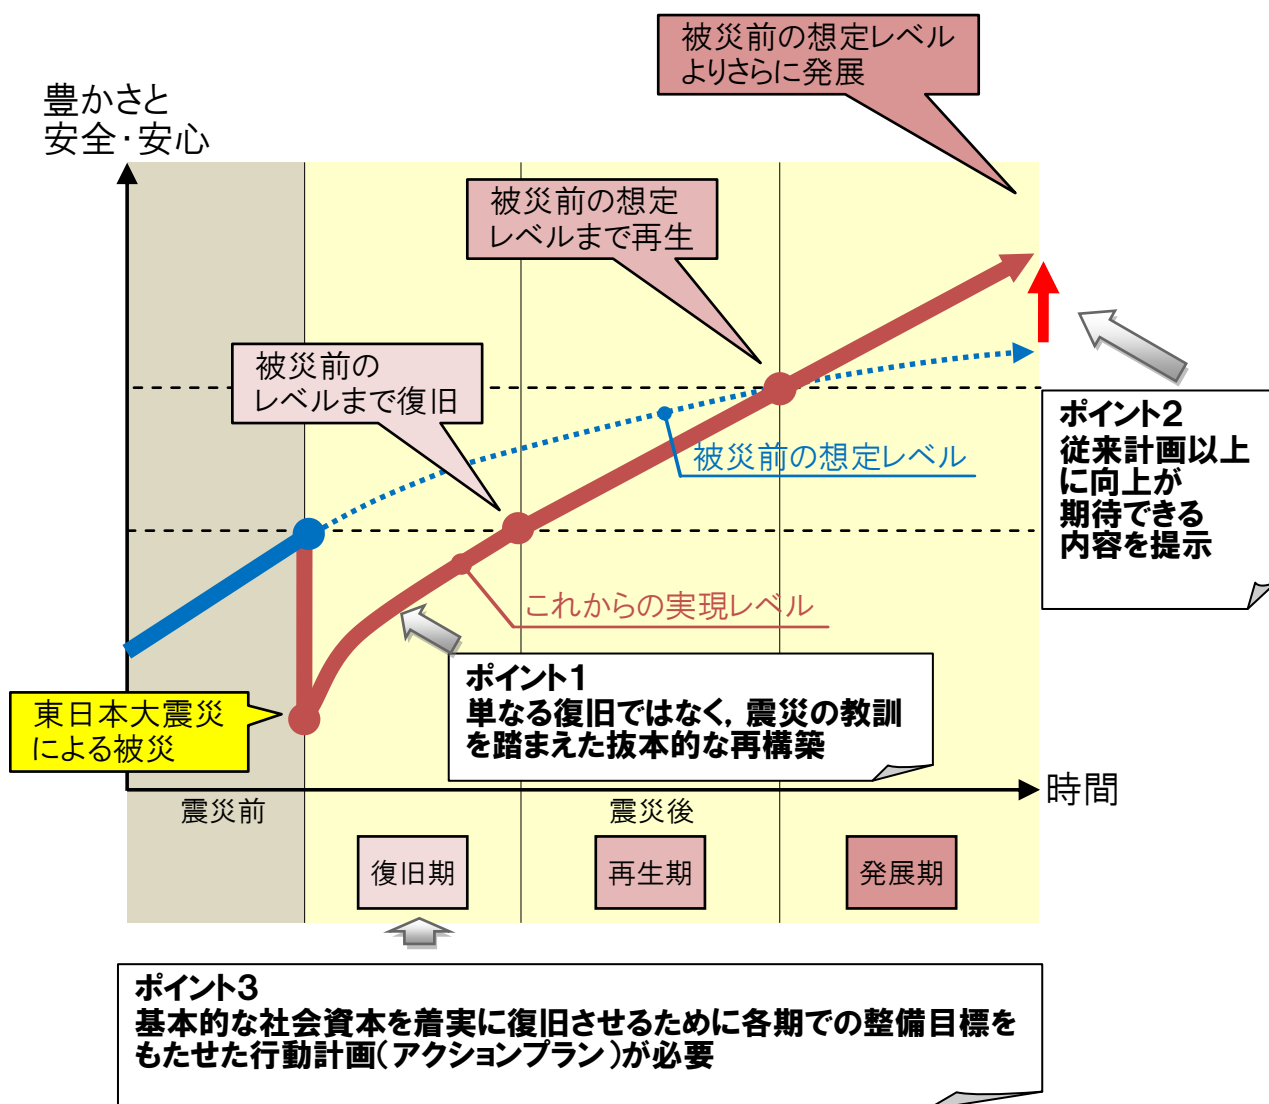 被災前の想定レベル
よりさらに発展
豊かさと
安全・安心
被災前の想定
レベルまで再生
被災前の
レベルまで復旧
ポイント2
従来計画以上
に向上が
期待できる
内容を提示
被災前の想定レベル
これからの実現レベル
ポイント1
単なる復旧ではなく，震災の教訓
を踏まえた抜本的な再構築
東日本大震災
による被災
時間
震災前
震災後
復旧期
再生期
発展期
ポイント3
基本的な社会資本を着実に復旧させるために各期での整備目標を
もたせた行動計画（アクションプラン）が必要